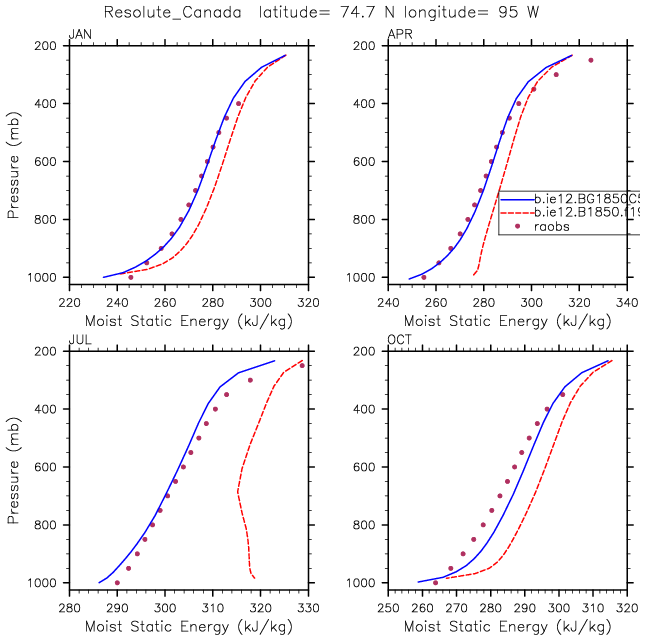 Resolute_Canada latitude= 74.7 N longitude= 95 W
JAN
200
400
600
800
1000
Pressure (mb)
220 240 260 280 300 320
Moist Static Energy (kJ/kg)
APR
200
400
600
800
1000
b.ie12.BG1850C5
b.ie12.B1850.f19
raobs
240 260 280 300 320 340
Moist Static Energy (kJ/kg)
JUL
200
400
600
800
1000
Pressure (mb)
280 290 300 310 320 330
Moist Static Energy (kJ/kg)
OCT
200
400
600
800
1000
250 260 270 280 290 300 310 320
Moist Static Energy (kJ/kg)